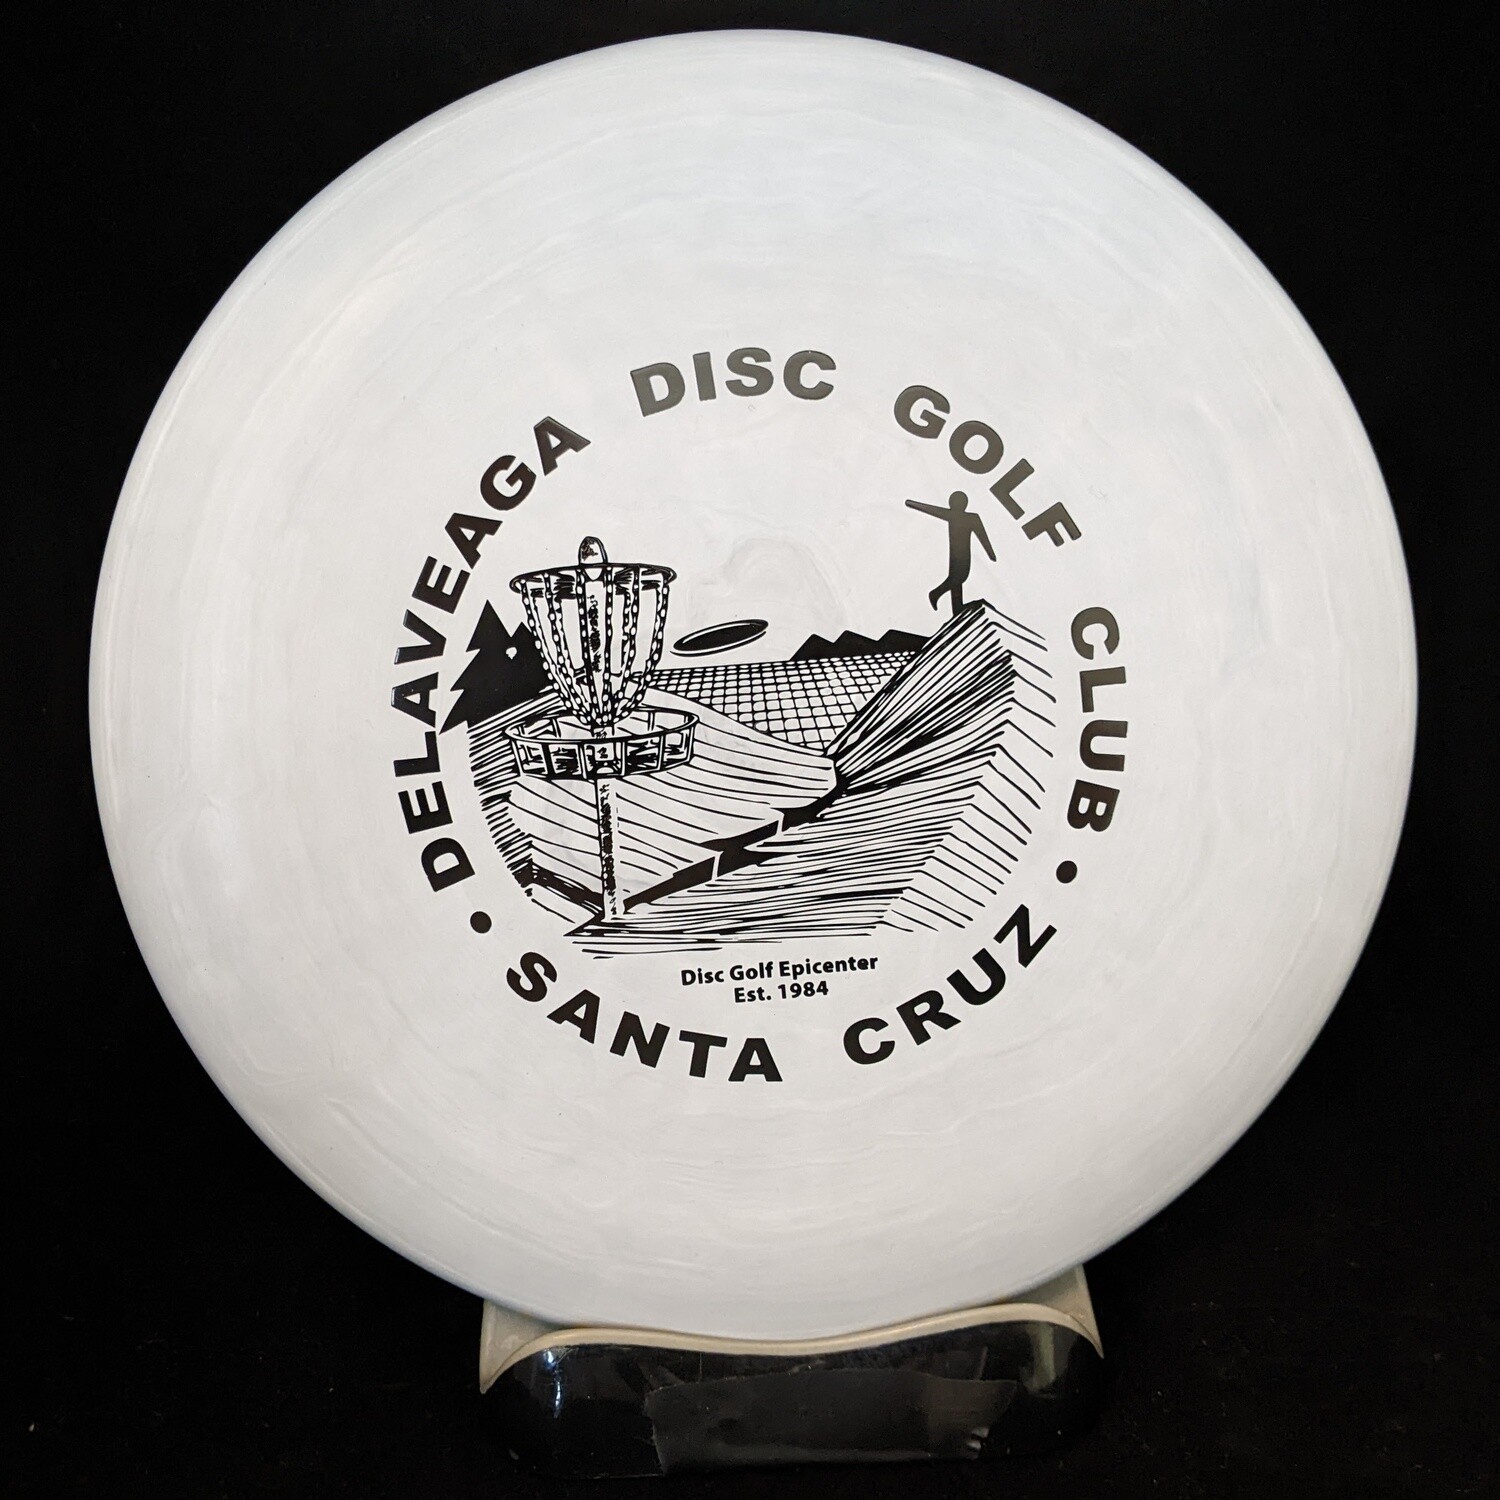 DELAVEAGA DISC GOLF CLUB
Disc Golf Epicenter
Est. 1984
• SANTA CRUZ •